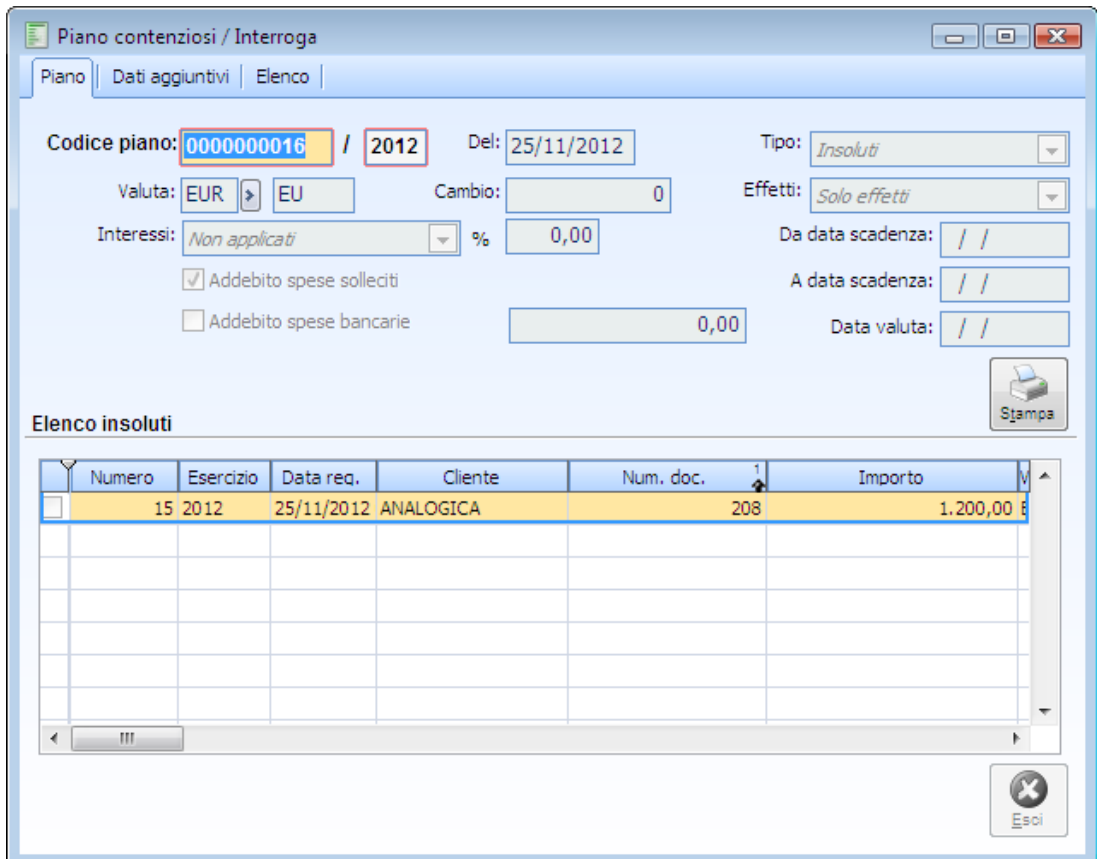 Piano contenziosi / Interroga
Piano Dati aggiuntivi Elenco
Codice piano: 0000000016 / 2012 Del: 25/11/2012 Tipo: Insoluti
Valuta: EUR EU Cambio: 0 Effetti: Solo effetti
Interessi: Non applicati % 0,00 Da data scadenza: / /
Addebito spese solleciti A data scadenza: / /
Addebito spese bancarie 0,00 Data valuta: / /
Stampa
Elenco insoluti
Numero Esercizio Data reg. Cliente Num. doc. 1 Importo V
15 2012 25/11/2012 ANALOGICA 208 1.200,00 E
Esci